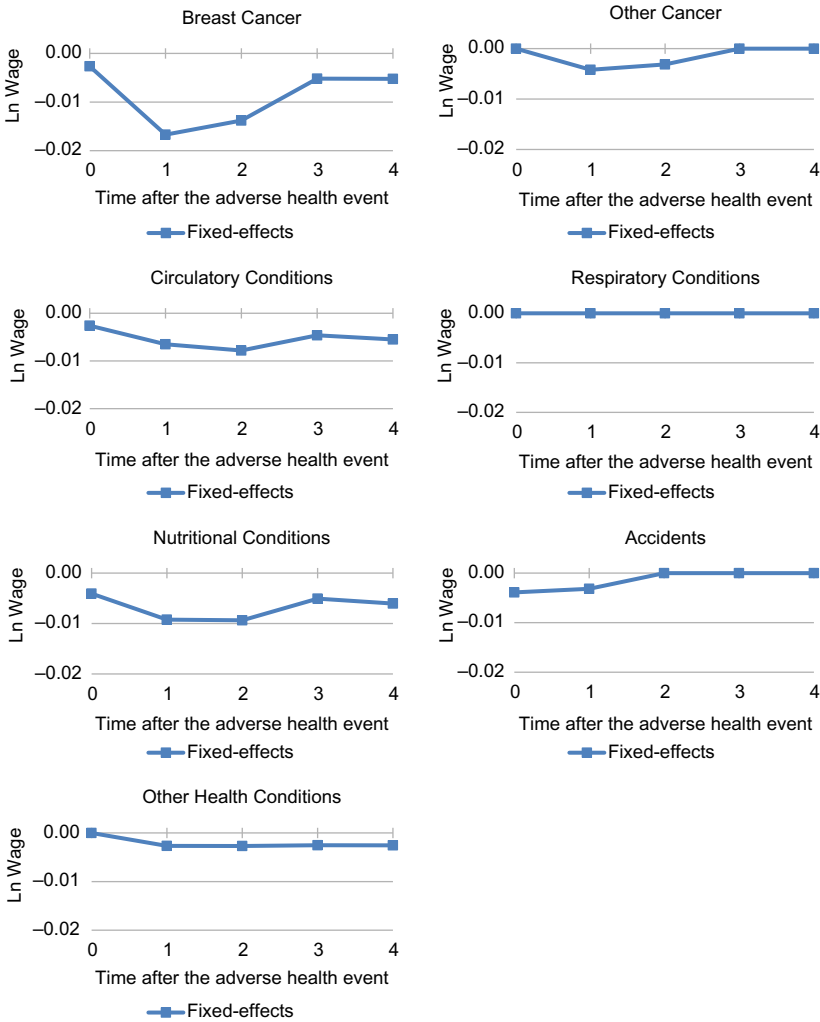 Breast Cancer
Ln Wage
0.00
–0.01
–0.02
0 1 2 3 4
Time after the adverse health event
Fixed-effects
Other Cancer
Ln Wage
0.00
–0.01
–0.02
0 1 2 3 4
Time after the adverse health event
Fixed-effects
Circulatory Conditions
Ln Wage
0.00
–0.01
–0.02
0 1 2 3 4
Time after the adverse health event
Fixed-effects
Respiratory Conditions
Ln Wage
0.00
–0.01
–0.02
0 1 2 3 4
Time after the adverse health event
Fixed-effects
Nutritional Conditions
Ln Wage
0.00
–0.01
–0.02
0 1 2 3 4
Time after the adverse health event
Fixed-effects
Accidents
Ln Wage
0.00
–0.01
–0.02
0 1 2 3 4
Time after the adverse health event
Fixed-effects
Other Health Conditions
Ln Wage
0.00
–0.01
–0.02
0 1 2 3 4
Time after the adverse health event
Fixed-effects